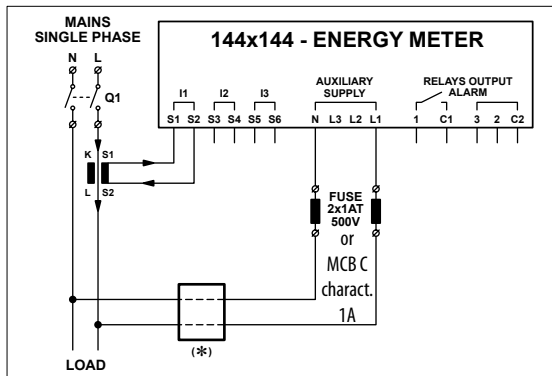 MAINS
SINGLE PHASE
N L
Q1
144x144 - ENERGY METER
AUXILIARY
SUPPLY
RELAYS OUTPUT
ALARM
I1 I2 I3
S1 S2 S3 S4 S5 S6 N L3 L2 L1 1 C1 3 2 C2
K S1
L S2
FUSE
2x1AT
500V
or
MCB C
charact.
1A
(*)
LOAD